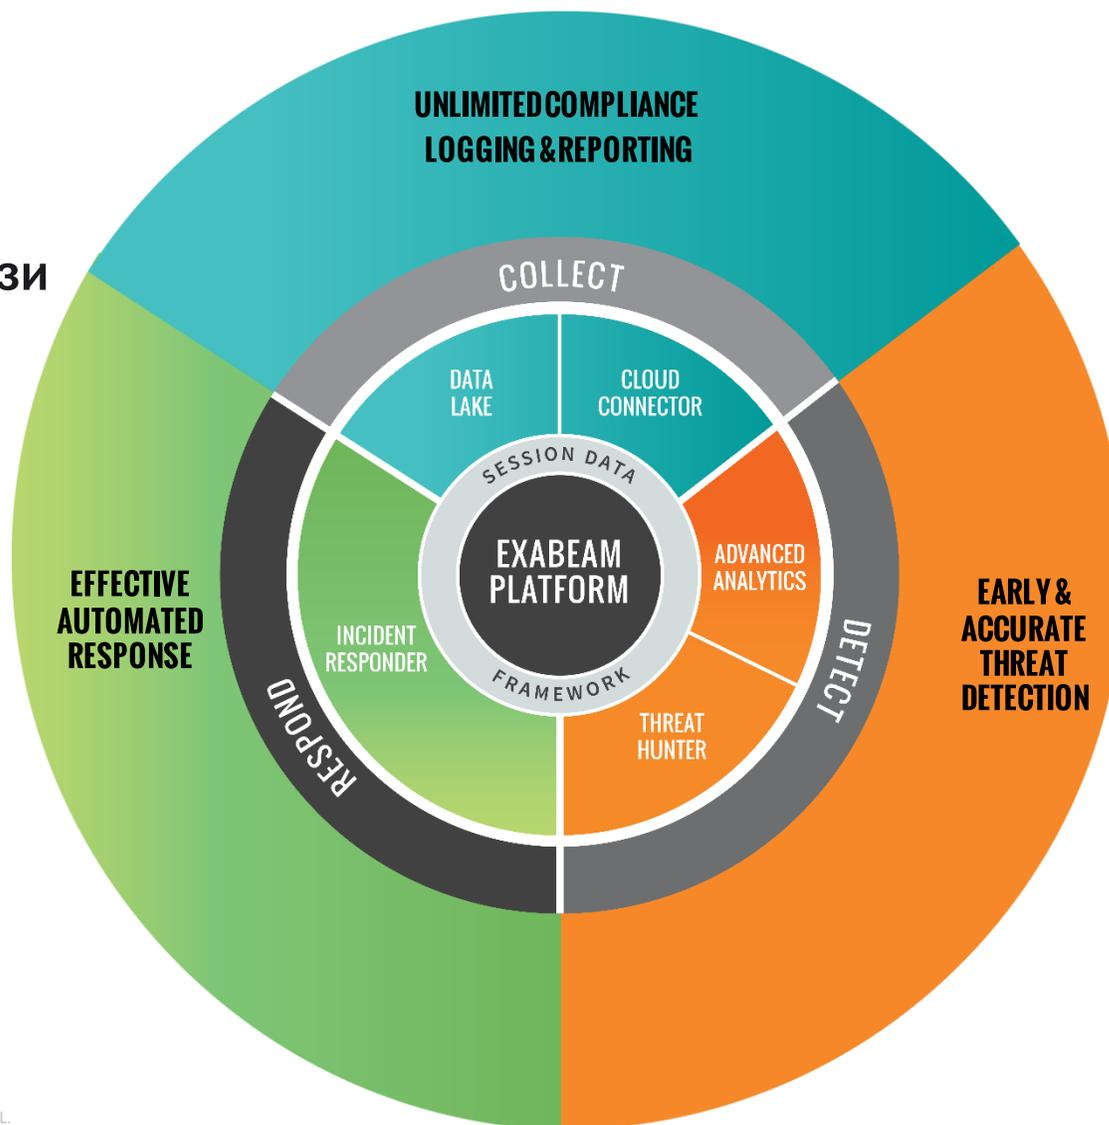 UNLIMITED COMPLIANCE
LOGGING & REPORTING
ЗИ
COLLECT
DATA
LAKE
CLOUD
CONNECTOR
SESSION DATA
EXABEAM
PLATFORM
FRAMEWORK
ADVANCED
ANALYTICS
THREAT
HUNTER
INCIDENT
RESPONDER
DETECT
RESPOND
EFFECTIVE
AUTOMATED
RESPONSE
EARLY &
ACCURATE
THREAT
DETECTION
L.